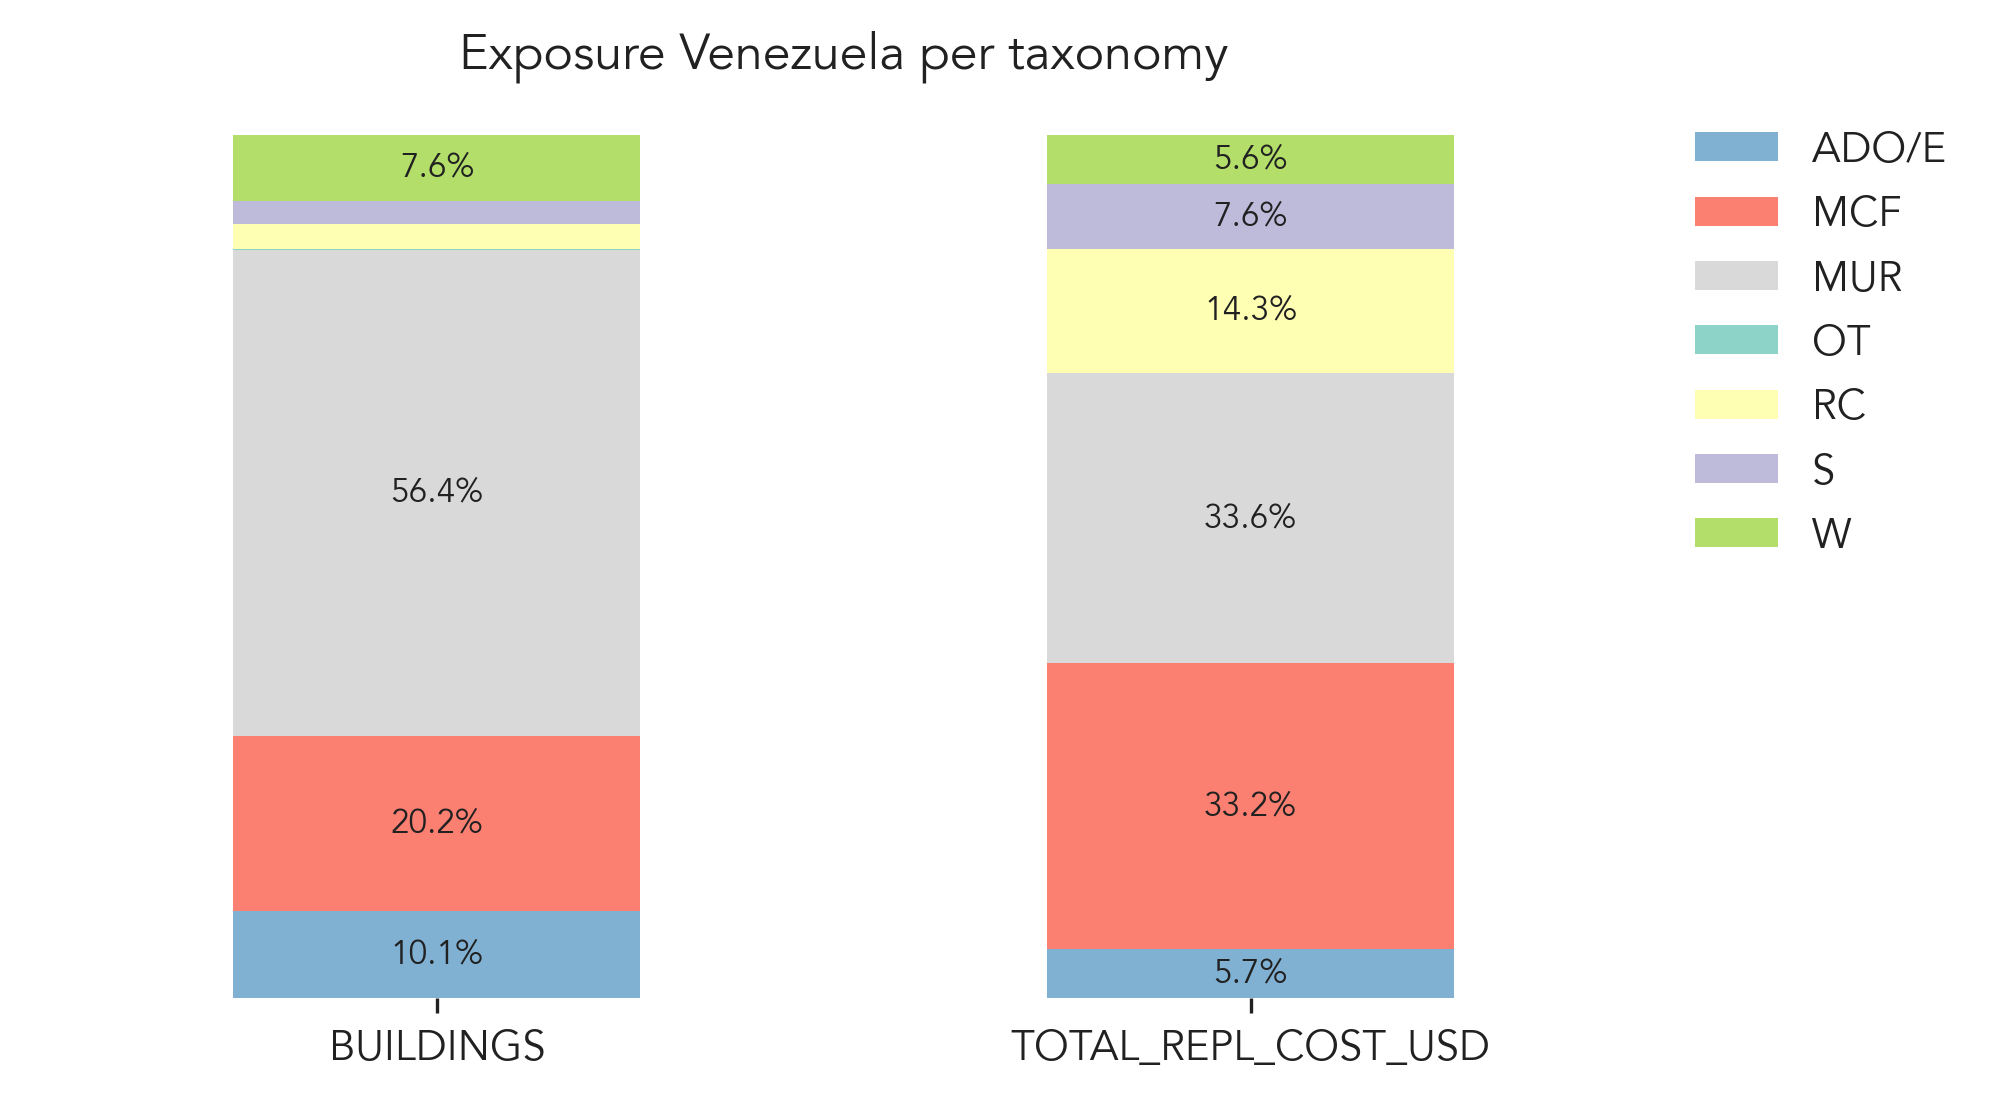 Exposure Venezuela per taxonomy
7.6%
56.4%
20.2%
10.1%
BUILDINGS
5.6%
7.6%
14.3%
33.6%
33.2%
5.7%
TOTAL_REPL_COST_USD
ADO/E
MCF
MUR
OT
RC
S
W